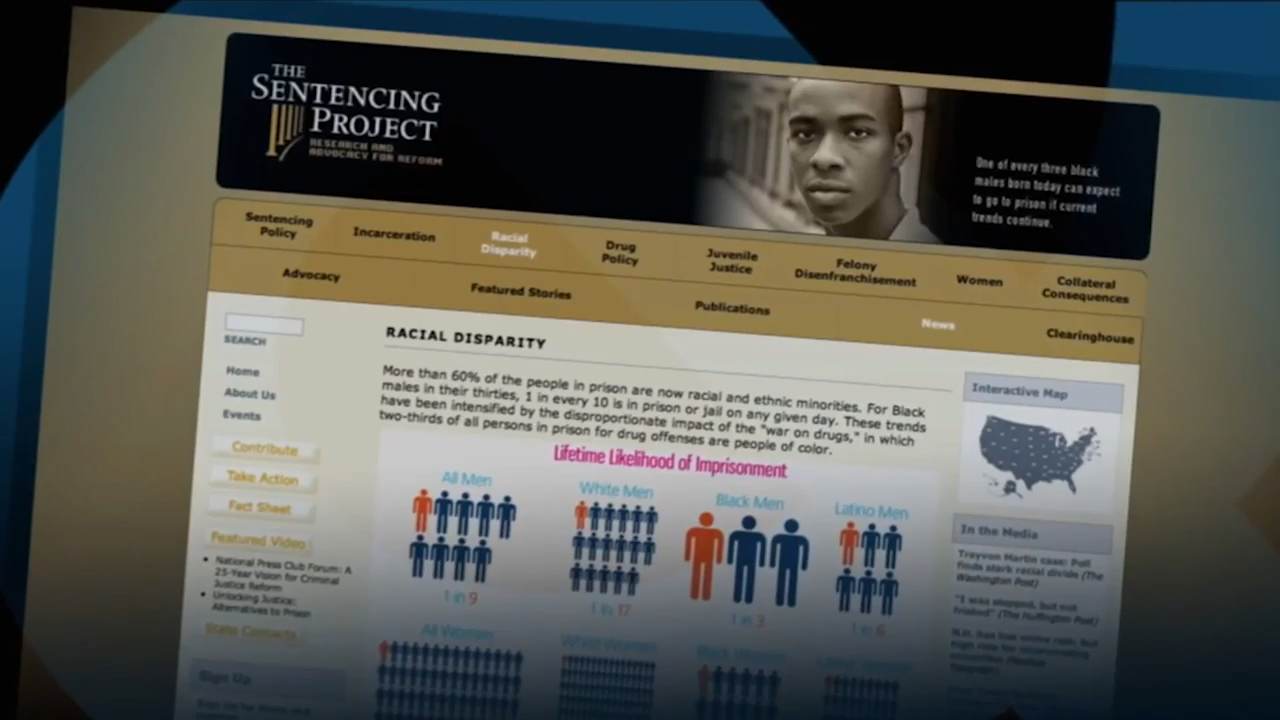 THE
SENTENCING
PROJECT
RESEARCH AND
ADVOCACY FOR REFORM
One of every three black
males born today can expect
to go to prison if current
trends continue.
Sentencing
Policy
Incarceration
Racial
Disparity
Drug
Policy
Juvenile
Justice
Felony
Disenfranchisement
Women
Collateral
Consequences
Advocacy
Featured Stories
Publications
News
Clearinghouse
SEARCH
Home
About Us
Events
Contribute
Take Action
Fact Sheet
Featured Video
• National Press Club Forum: A
25-Year Vision for Criminal
Justice Reform
• Unlocking Justice:
Alternatives to Prison
State Contacts
Sign Up
RACIAL DISPARITY
More than 60% of the people in prison are now racial and ethnic minorities. For Black
males in their thirties, 1 in every 10 is in prison or jail on any given day. These trends
have been intensified by the disproportionate impact of the "war on drugs," in which
two-thirds of all persons in prison for drug offenses are people of color.
Lifetime Likelihood of Imprisonment
All Men
1 in 9
White Men
1 in 17
Black Men
1 in 3
Latino Men
1 in 6
All Women
White Women
Black Women
Interactive Map
In the Media
Trayvon Martin case: Poll
finds stark racial divide (The
Washington Post)
"I was stopped, but not
frisked" (The Huffington Post)